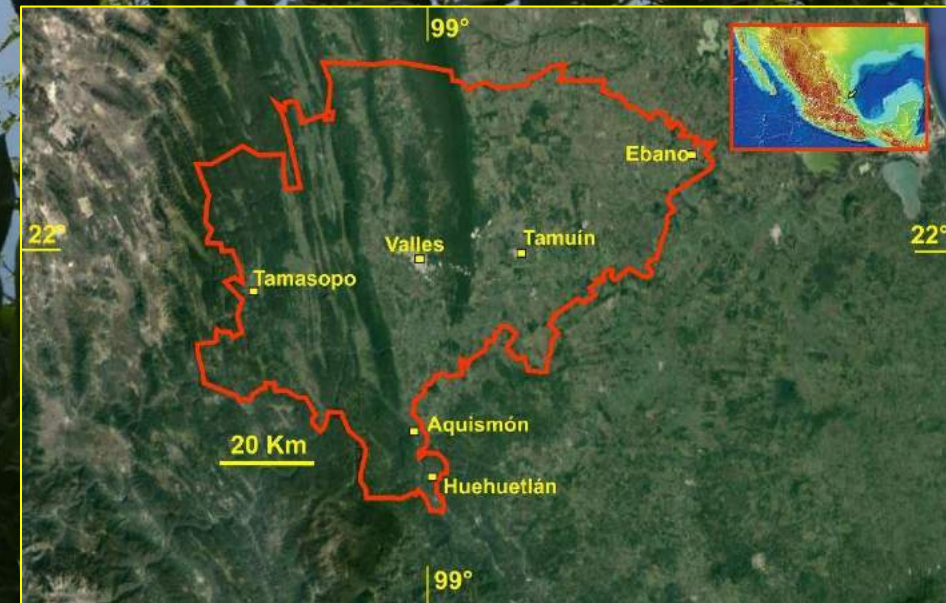 99°
Ebano
22°
22°
Valles
Tamuín
Tamasopo
Aquismón
20 Km
Huehuetlán
99°